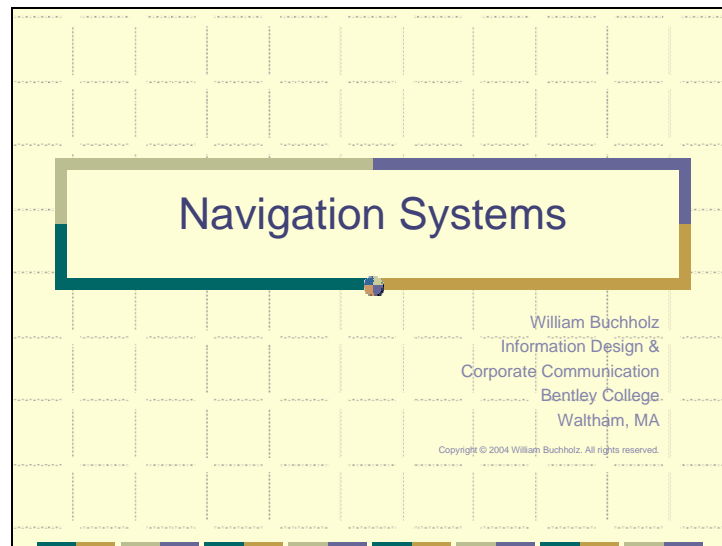 Navigation Systems
William Buchholz
Information Design &
Corporate Communication
Bentley College
Waltham, MA
Copyright © 2004 William Buchholz. All rights reserved.